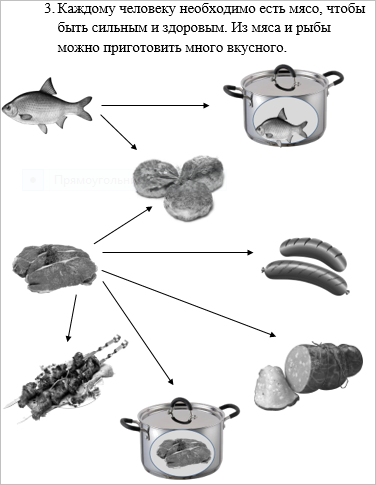 3. Каждому человеку необходимо есть мясо, чтобы
быть сильным и здоровым. Из мяса и рыбы
можно приготовить много вкусного.